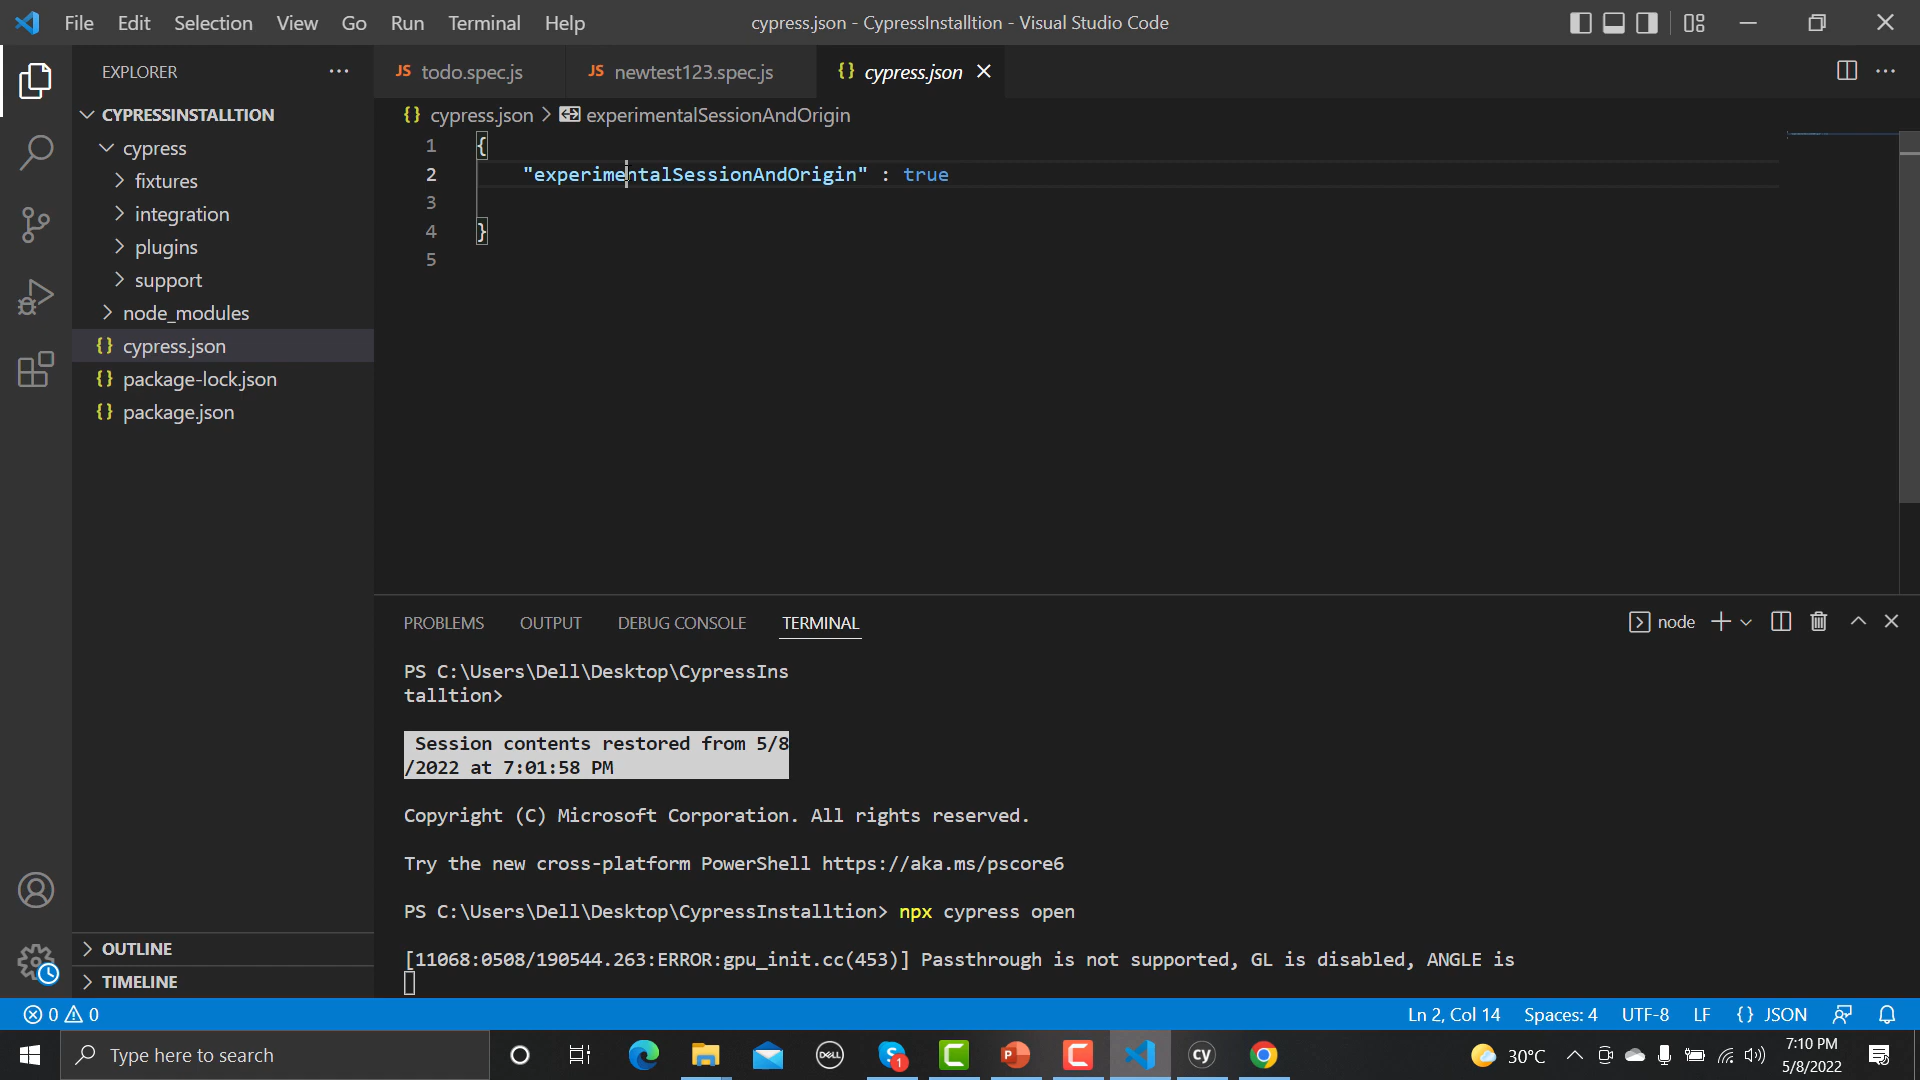 File Edit Selection View Go Run Terminal Help
cypress.json - CypressInstalltion - Visual Studio Code
EXPLORER
CYPRESSINSTALLTION
cypress
fixtures
integration
plugins
support
node_modules
{} cypress.json
{} package-lock.json
{} package.json
OUTLINE
TIMELINE
JS todo.spec.js
JS newtest123.spec.js
{} cypress.json
{} cypress.json > experimentalSessionAndOrigin
1 {
2 "experimentalSessionAndOrigin" : true
3
4 }
5
PROBLEMS OUTPUT DEBUG CONSOLE TERMINAL
node
PS C:\Users\Dell\Desktop\CypressIns
talltion>
Session contents restored from 5/8
/2022 at 7:01:58 PM
Copyright (C) Microsoft Corporation. All rights reserved.
Try the new cross-platform PowerShell https://aka.ms/pscore6
PS C:\Users\Dell\Desktop\CypressInstalltion> npx cypress open
[11068:0508/190544.263:ERROR:gpu_init.cc(453)] Passthrough is not supported, GL is disabled, ANGLE is
0 0
Ln 2, Col 14 Spaces: 4 UTF-8 LF {} JSON
Type here to search
DELL
1
cy
30°C
7:10 PM
5/8/2022